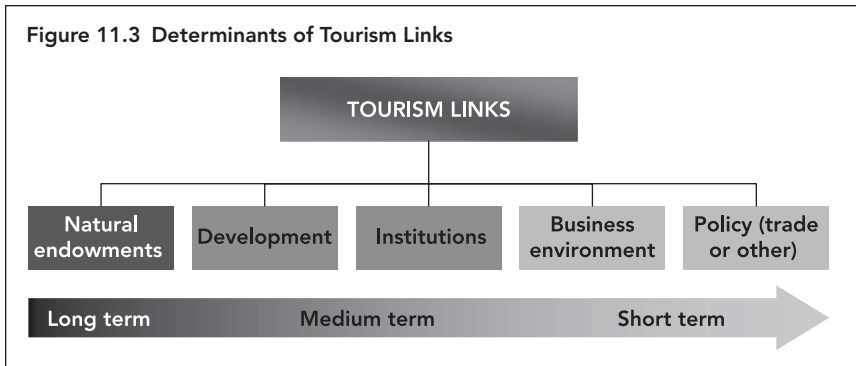 Figure 11.3 Determinants of Tourism Links
TOURISM LINKS
Natural
endowments
Development
Institutions
Business
environment
Policy (trade
or other)
Long term
Medium term
Short term